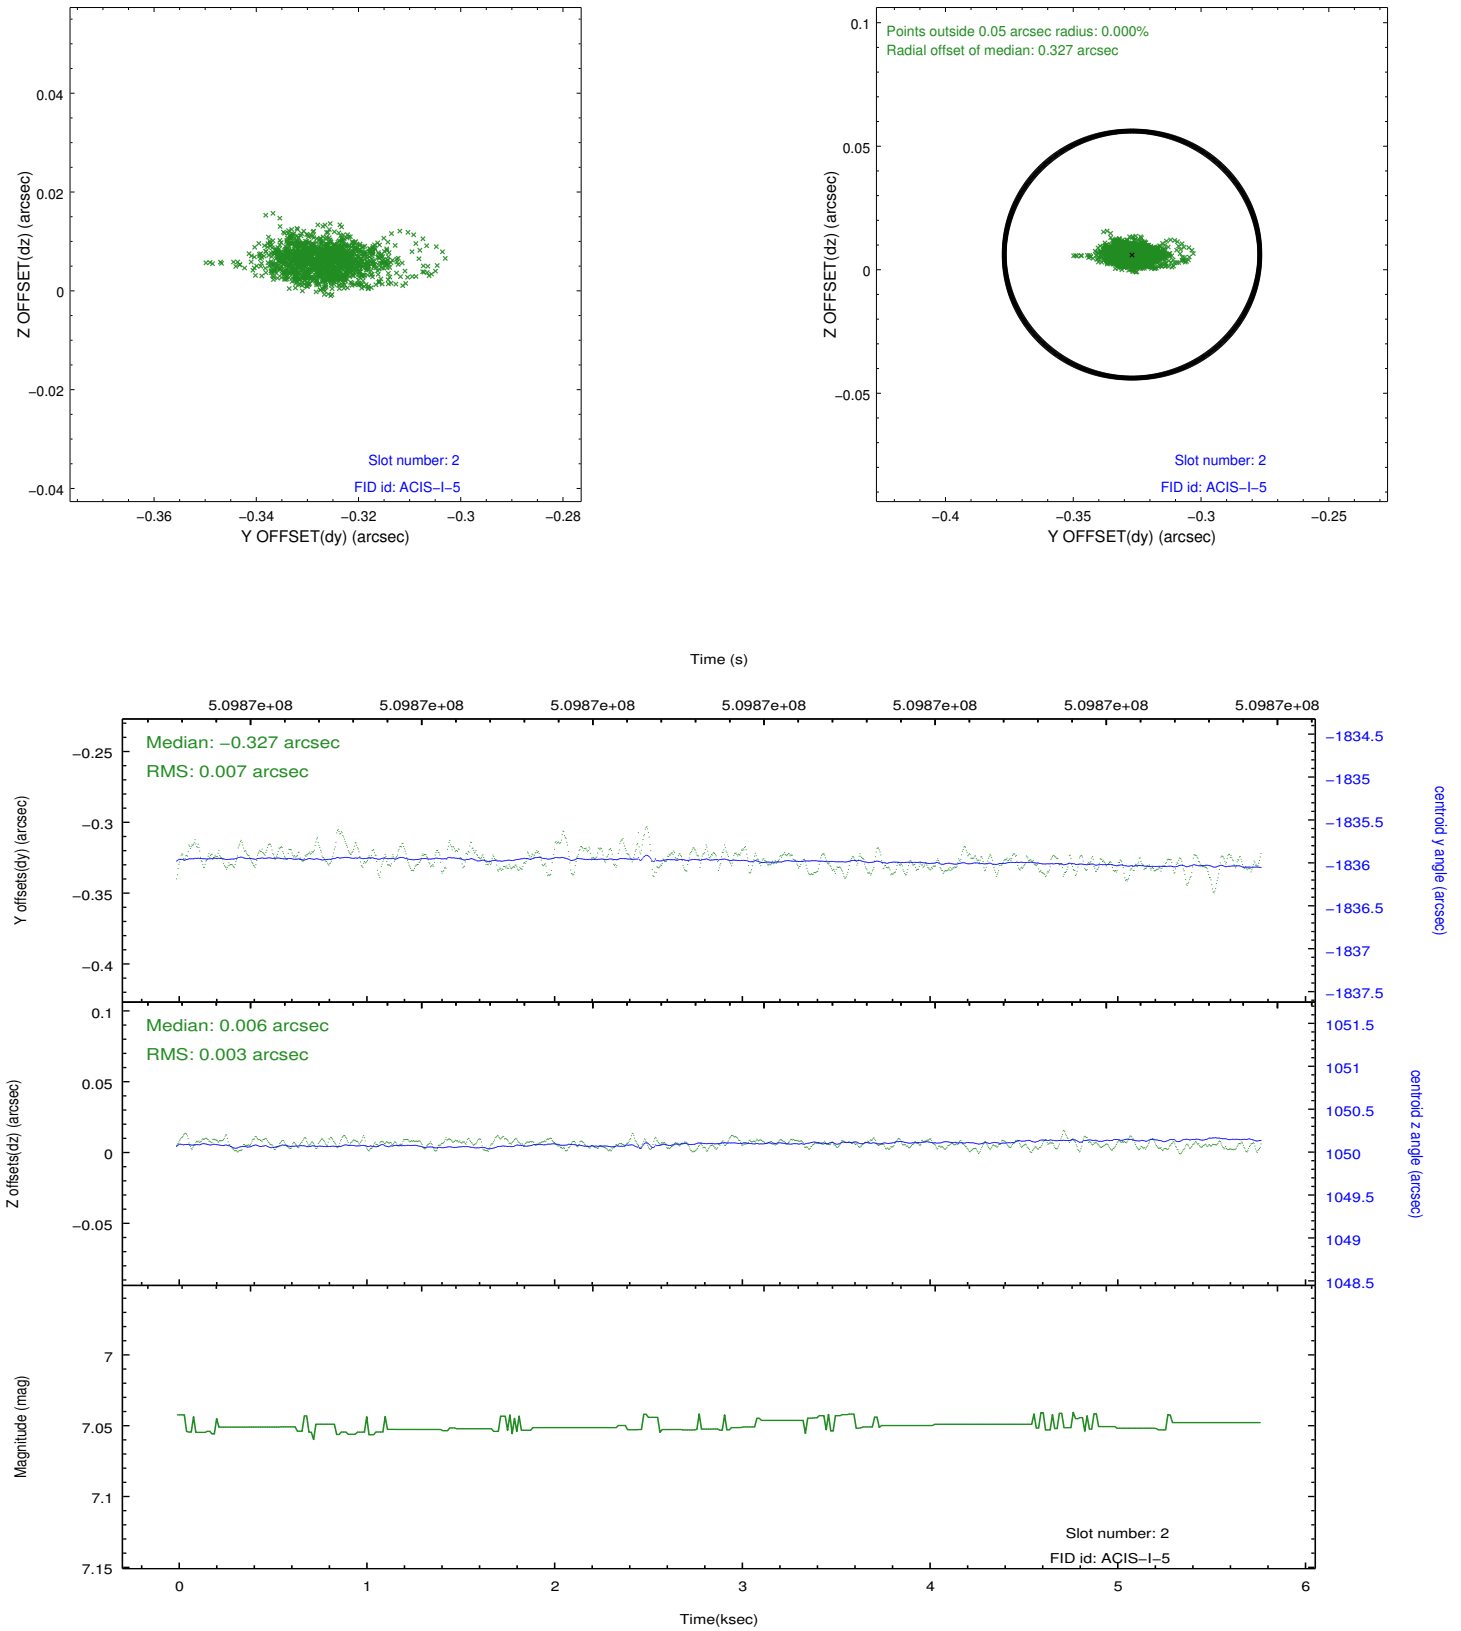 0.04
0.02
0
−0.02
−0.04
Z OFFSET(dz) (arcsec)
Slot number: 2
FID id: ACIS−I−5
−0.36 −0.34 −0.32 −0.3 −0.28
Y OFFSET(dy) (arcsec)
Points outside 0.05 arcsec radius: 0.000%
Radial offset of median: 0.327 arcsec
0.1
0.05
0
−0.05
Z OFFSET(dz) (arcsec)
Slot number: 2
FID id: ACIS−I−5
−0.4 −0.35 −0.3 −0.25
Y OFFSET(dy) (arcsec)
Time (s)
5.0987e+08 5.0987e+08 5.0987e+08 5.0987e+08 5.0987e+08 5.0987e+08 5.0987e+08
Median: −0.327 arcsec
RMS: 0.007 arcsec
−0.25
−0.3
−0.35
−0.4
Y offsets(dy) (arcsec)
−1834.5
−1835
−1835.5
−1836
−1836.5
−1837
−1837.5
centroid y angle (arcsec)
Median: 0.006 arcsec
RMS: 0.003 arcsec
0.1
0.05
0
−0.05
Z offsets(dz) (arcsec)
1051.5
1051
1050.5
1050
1049.5
1049
1048.5
centroid z angle (arcsec)
7
7.05
7.1
7.15
Magnitude (mag)
Slot number: 2
FID id: ACIS−I−5
0 1 2 3 4 5 6
Time(ksec)